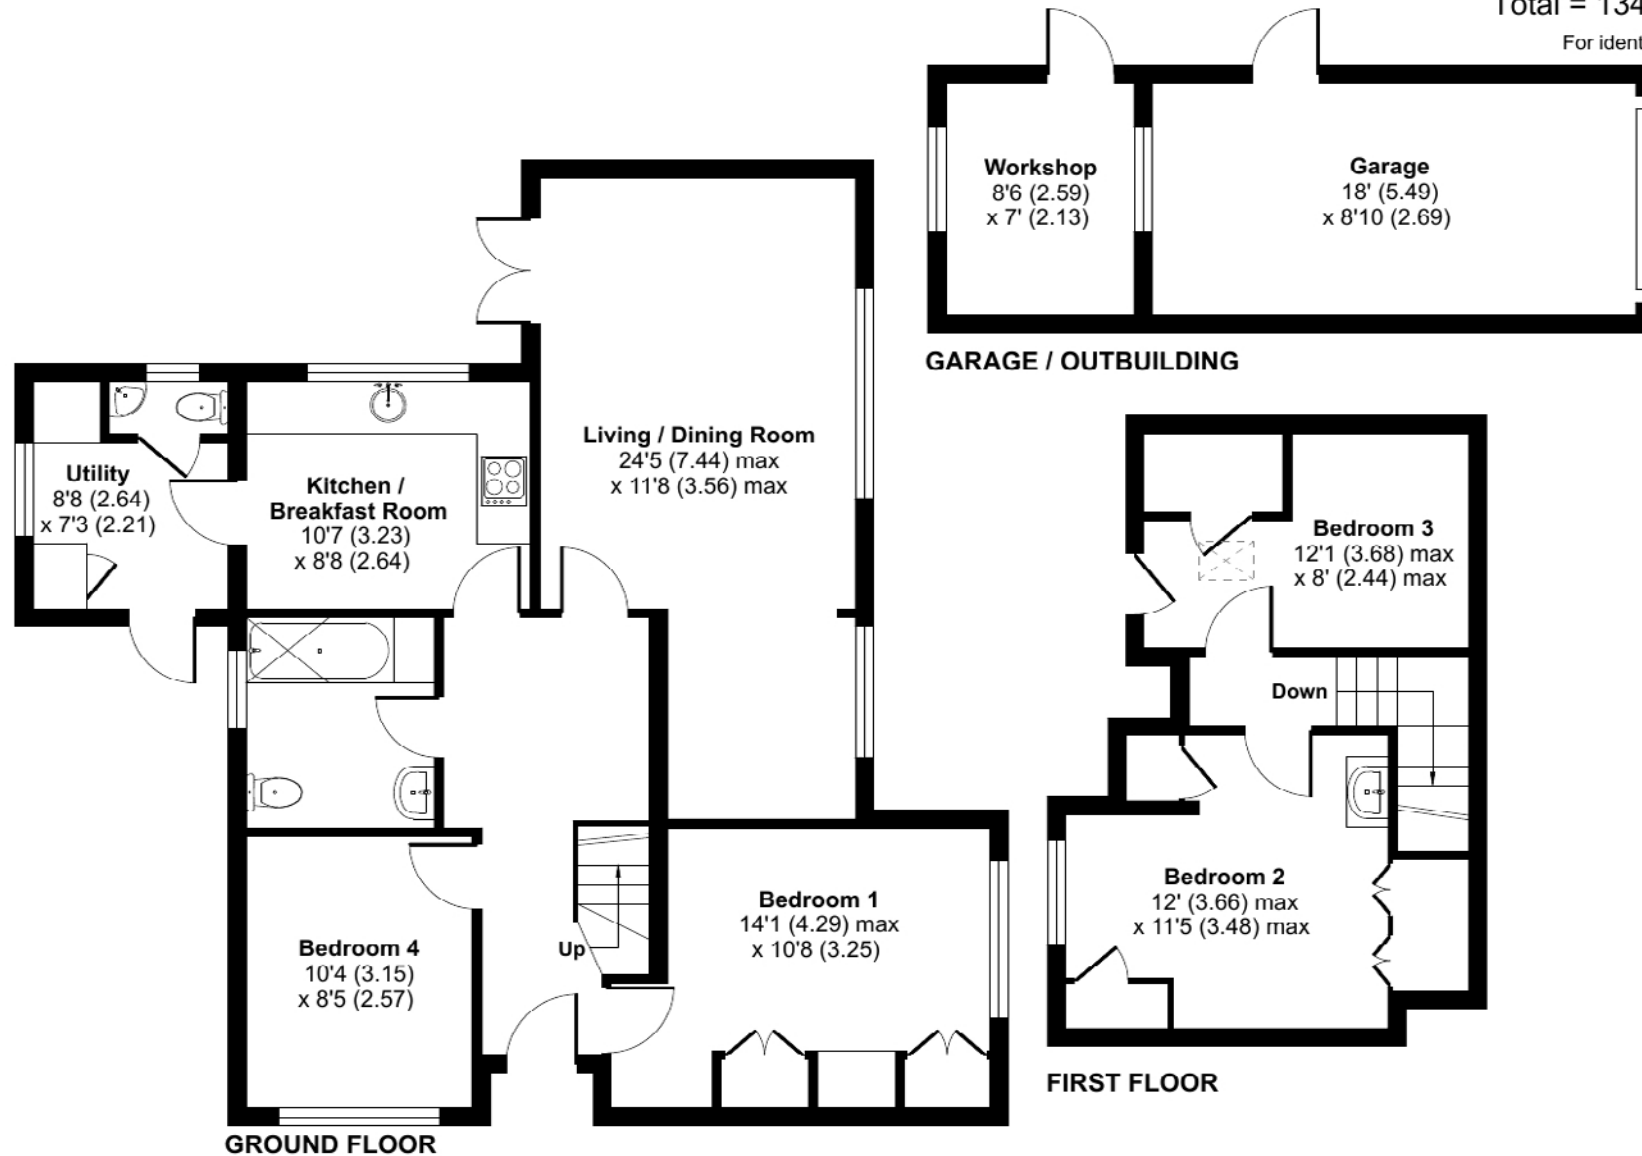 Total = 134
For ident
Workshop
8'6 (2.59)
x 7' (2.13)
Garage
18' (5.49)
x 8'10 (2.69)
GARAGE / OUTBUILDING
Living / Dining Room
24'5 (7.44) max
x 11'8 (3.56) max
Utility
8'8 (2.64)
x 7'3 (2.21)
Kitchen /
Breakfast Room
10'7 (3.23)
x 8'8 (2.64)
Bedroom 3
12'1 (3.68) max
x 8' (2.44) max
Down
Bedroom 2
12' (3.66) max
x 11'5 (3.48) max
Bedroom 1
14'1 (4.29) max
x 10'8 (3.25)
Up
Bedroom 4
10'4 (3.15)
x 8'5 (2.57)
FIRST FLOOR
GROUND FLOOR